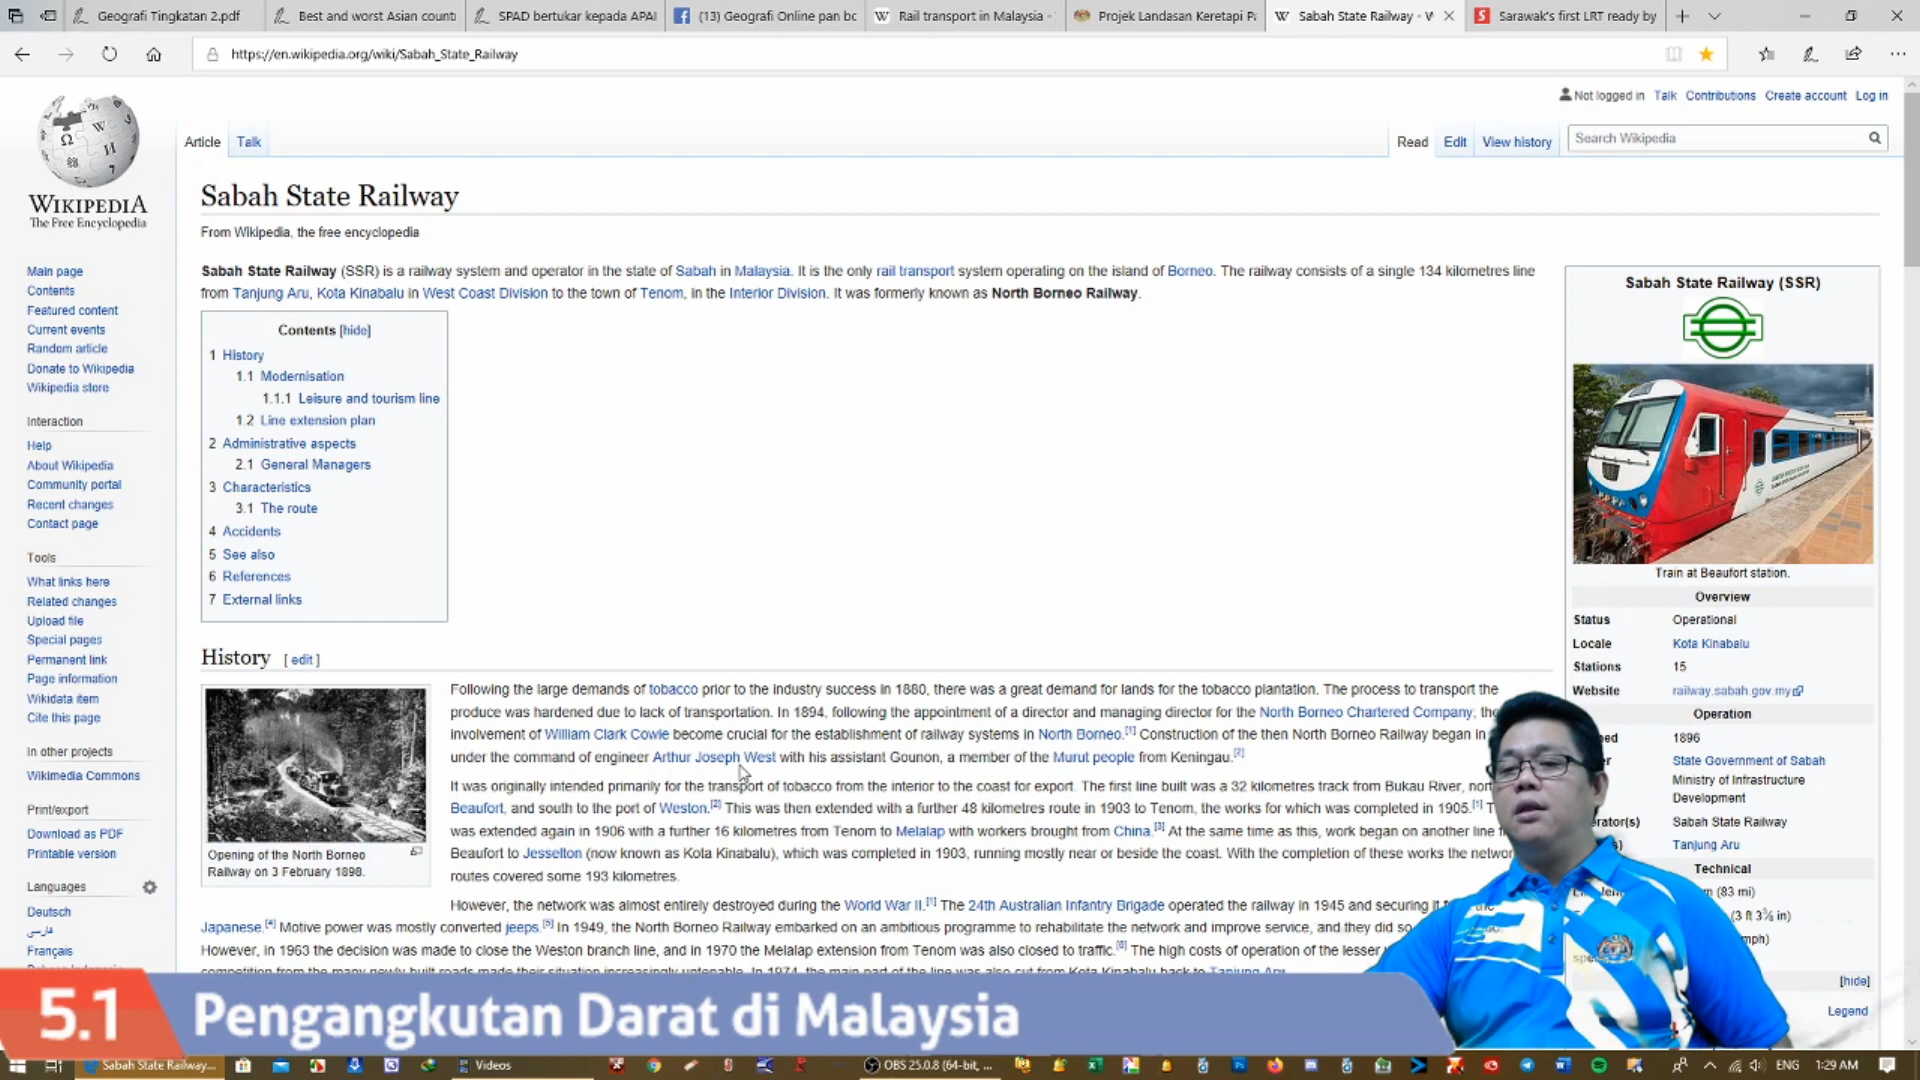 Geografi Tingkatan 2.pdf
Best and worst Asian count
SPAD bertukar kepada APA
(13) Geografi Online pan bc
Rail transport in Malaysia -
Projek Landasan Keretapi Pa
Sabah State Railway - W
Sarawak's first LRT ready by
https://en.wikipedia.org/wiki/Sabah_State_Railway
Not logged in Talk Contributions Create account Log in
Article Talk
Read Edit View history
Search Wikipedia
WIKIPEDIA
The Free Encyclopedia
Main page
Contents
Featured content
Current events
Random article
Donate to Wikipedia
Wikipedia store
Interaction
Help
About Wikipedia
Community portal
Recent changes
Contact page
Tools
What links here
Related changes
Upload file
Special pages
Permanent link
Page information
Wikidata item
Cite this page
In other projects
Wikimedia Commons
Print/export
Download as PDF
Printable version
Languages
Deutsch
فارسی
Français
Sabah State Railway
From Wikipedia, the free encyclopedia
Sabah State Railway (SSR) is a railway system and operator in the state of Sabah in Malaysia. It is the only rail transport system operating on the island of Borneo. The railway consists of a single 134 kilometres line
from Tanjung Aru, Kota Kinabalu in West Coast Division to the town of Tenom, in the Interior Division. It was formerly known as North Borneo Railway.
Contents [hide]
1 History
1.1 Modernisation
1.1.1 Leisure and tourism line
1.2 Line extension plan
2 Administrative aspects
2.1 General Managers
3 Characteristics
3.1 The route
4 Accidents
5 See also
6 References
7 External links
History [ edit ]
Opening of the North Borneo
Railway on 3 February 1898.
Following the large demands of tobacco prior to the industry success in 1880, there was a great demand for lands for the tobacco plantation. The process to transport the
produce was hardened due to lack of transportation. In 1894, following the appointment of a director and managing director for the North Borneo Chartered Company; the
involvement of William Clark Cowie become crucial for the establishment of railway systems in North Borneo.[1] Construction of the then North Borneo Railway began in
under the command of engineer Arthur Joseph West with his assistant Gounon, a member of the Murut people from Keningau.[2]
It was originally intended primarily for the transport of tobacco from the interior to the coast for export. The first line built was a 32 kilometres track from Bukau River, nor
Beaufort, and south to the port of Weston.[2] This was then extended with a further 48 kilometres route in 1903 to Tenom, the works for which was completed in 1905.[1] T
was extended again in 1906 with a further 16 kilometres from Tenom to Melalap with workers brought from China.[3] At the same time as this, work began on another line
Beaufort to Jesselton (now known as Kota Kinabalu), which was completed in 1903, running mostly near or beside the coast. With the completion of these works the netwo
routes covered some 193 kilometres.
However, the network was almost entirely destroyed during the World War II.[1] The 24th Australian Infantry Brigade operated the railway in 1945 and securing it f the
Japanese.[4] Motive power was mostly converted jeeps.[5] In 1949, the North Borneo Railway embarked on an ambitious programme to rehabilitate the network and improve service, and they did so
However, in 1963 the decision was made to close the Weston branch line, and in 1970 the Melalap extension from Tenom was also closed to traffic.[6] The high costs of operation of the lesser
competition from the many newly built roads made their situation increasingly untenable. In 1974, the main part of the line was also cut from Kota Kinabalu back to Tanjung Aru
Sabah State Railway (SSR)
Train at Beaufort station.
Overview
Status Operational
Locale Kota Kinabalu
Stations 15
Website railway.sabah.gov.my
Operation
ned 1896
er State Government of Sabah
Ministry of Infrastructure
Development
rator(s) Sabah State Railway
s) Tanjung Aru
Technical
m (83 mi)
(3 ft 3 3⁄8 in)
mph)
[hide]
Legend
5.1 Pengangkutan Darat di Malaysia
Sabah State Railway...
Videos
OBS 25.0.8 (64-bit, ...
ENG
1:29 AM